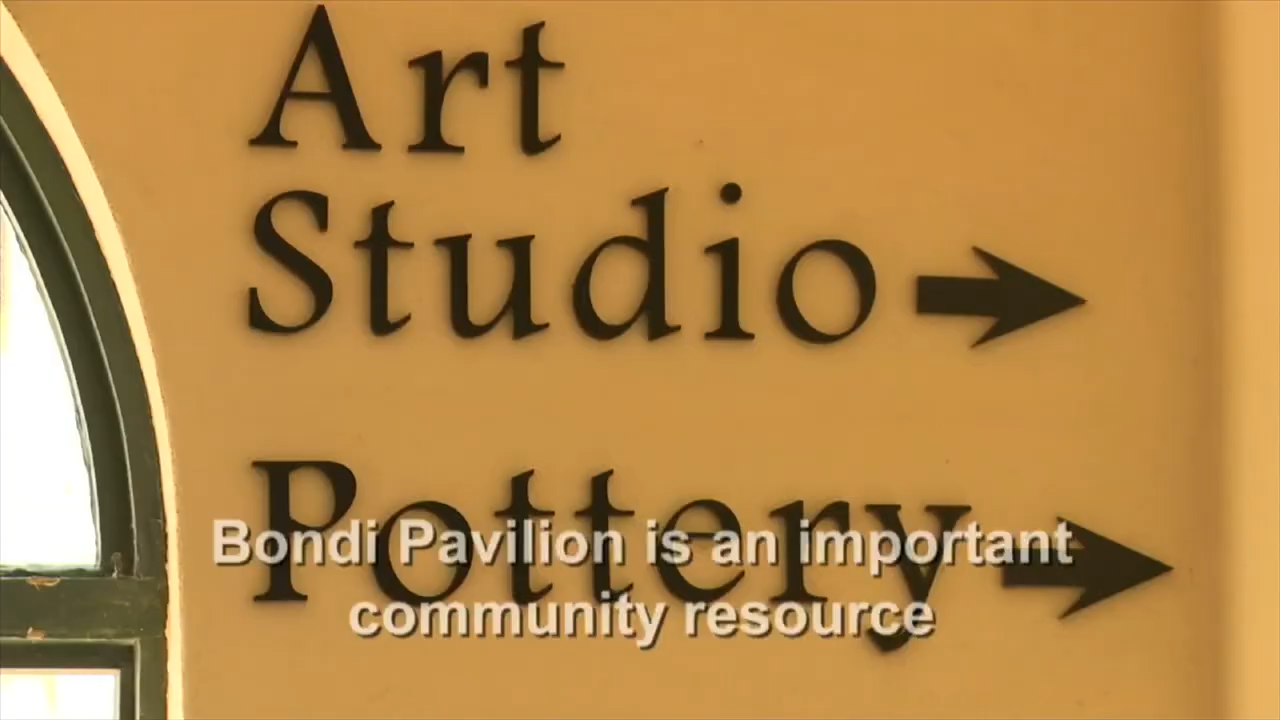 Art
Studio
Pottery
Bondi Pavilion is an important
community resource